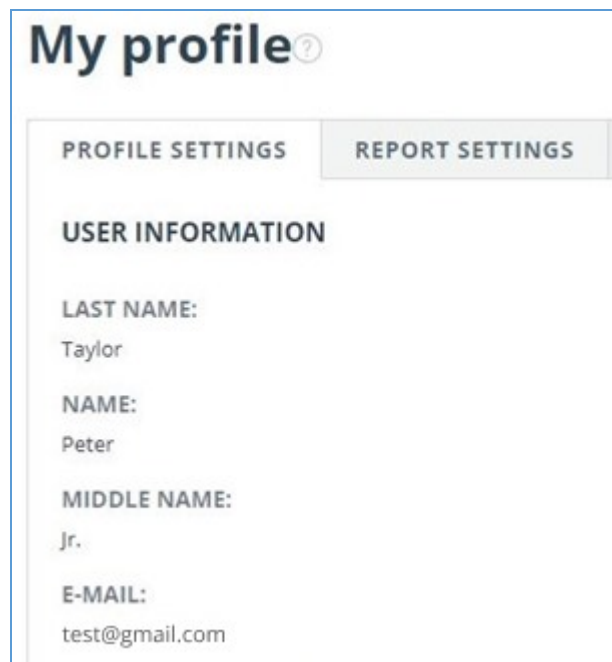 My profile ?
PROFILE SETTINGS REPORT SETTINGS
USER INFORMATION
LAST NAME:
Taylor
NAME:
Peter
MIDDLE NAME:
Jr.
E-MAIL:
test@gmail.com